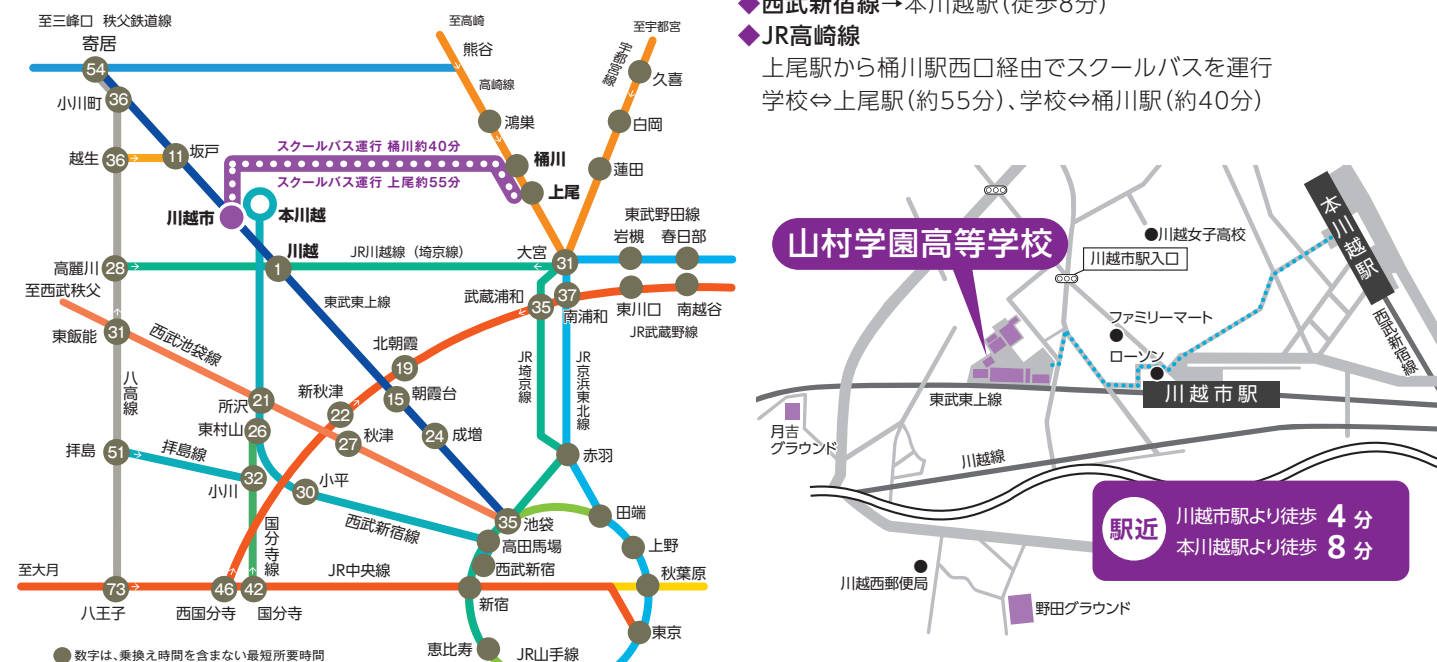 ◆西武新宿線→本川越駅(徒歩8分)
◆JR高崎線
上尾駅から桶川駅西口経由でスクールバスを運行
学校⇔上尾駅(約55分)、学校⇔桶川駅(約40分)
至三峰口 秩父鉄道線
寄居
54
小川町
36
越生
36
11
坂戸
至高崎
熊谷
高崎線
鴻巣
桶川
上尾
至宇都宮
宇都宮線
久喜
白岡
蓮田
スクールバス運行 桶川約40分
スクールバス運行 上尾約55分
川越市
本川越
川越
1
JR川越線(埼京線)
大宮
31
東武野田線
岩槻
春日部
高麗川
28
至西武秩父
東飯能
31
西武池袋線
東武東上線
武蔵浦和
35
37
南浦和
東川口
南越谷
JR武蔵野線
北朝霞
19
朝霞台
15
新秋津
22
八高線
所沢
21
東村山
26
27
秋津
24
成増
JR埼京線
JR京浜東北線
拝島
51
拝島線
32
小川
30
小平
西武新宿線
国分寺線
赤羽
35
池袋
田端
高田馬場
西武新宿
上野
至大月
JR中央線
73
八王子
46
西国分寺
42
国分寺
新宿
秋葉原
東京
恵比寿
JR山手線
数字は、乗換え時間を含まない最短所要時間
山村学園高等学校
川越女子高校
川越市駅入口
本川越駅
西武新宿線
ファミリーマート
ローソン
川越市駅
東武東上線
月吉
グラウンド
川越線
駅近
川越市駅より徒歩 4 分
本川越駅より徒歩 8 分
川越西郵便局
野田グラウンド